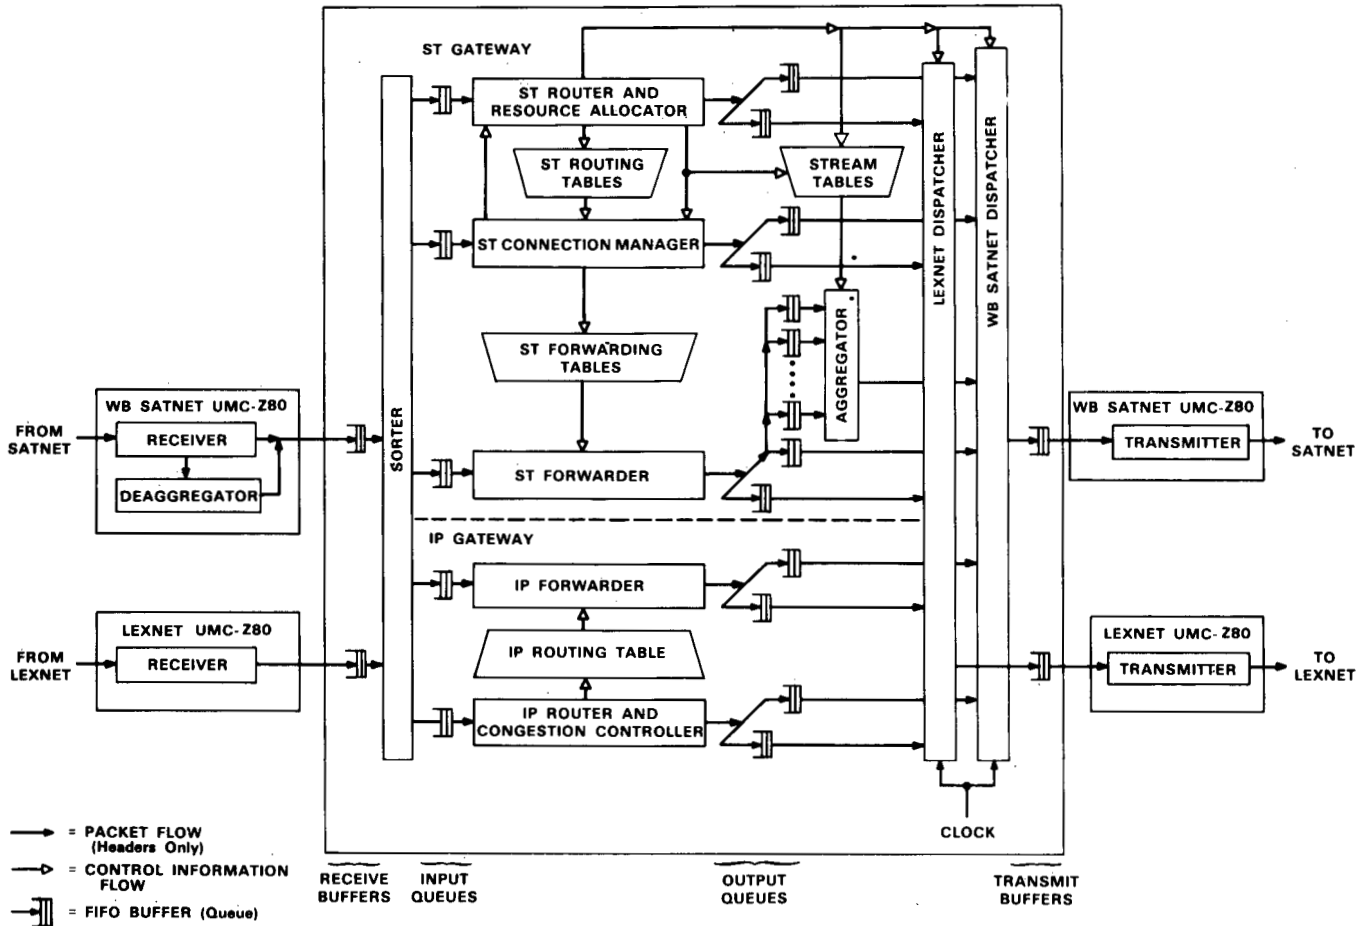 ST GATEWAY
ST ROUTER AND
RESOURCE ALLOCATOR
ST ROUTING
TABLES
STREAM
TABLES
ST CONNECTION MANAGER
ST FORWARDING
TABLES
AGGREGATOR
LEXNET DISPATCHER
WB SATNET DISPATCHER
SORTER
WB SATNET UMC-Z80
FROM
SATNET
RECEIVER
DEAGGREGATOR
ST FORWARDER
WB SATNET UMC-Z80
TRANSMITTER
TO
SATNET
IP GATEWAY
IP FORWARDER
IP ROUTING TABLE
IP ROUTER AND
CONGESTION CONTROLLER
LEXNET UMC-Z80
FROM
LEXNET
RECEIVER
LEXNET UMC-Z80
TRANSMITTER
TO
LEXNET
CLOCK
= PACKET FLOW
(Headers Only)
= CONTROL INFORMATION
FLOW
= FIFO BUFFER (Queue)
RECEIVE
BUFFERS
INPUT
QUEUES
OUTPUT
QUEUES
TRANSMIT
BUFFERS